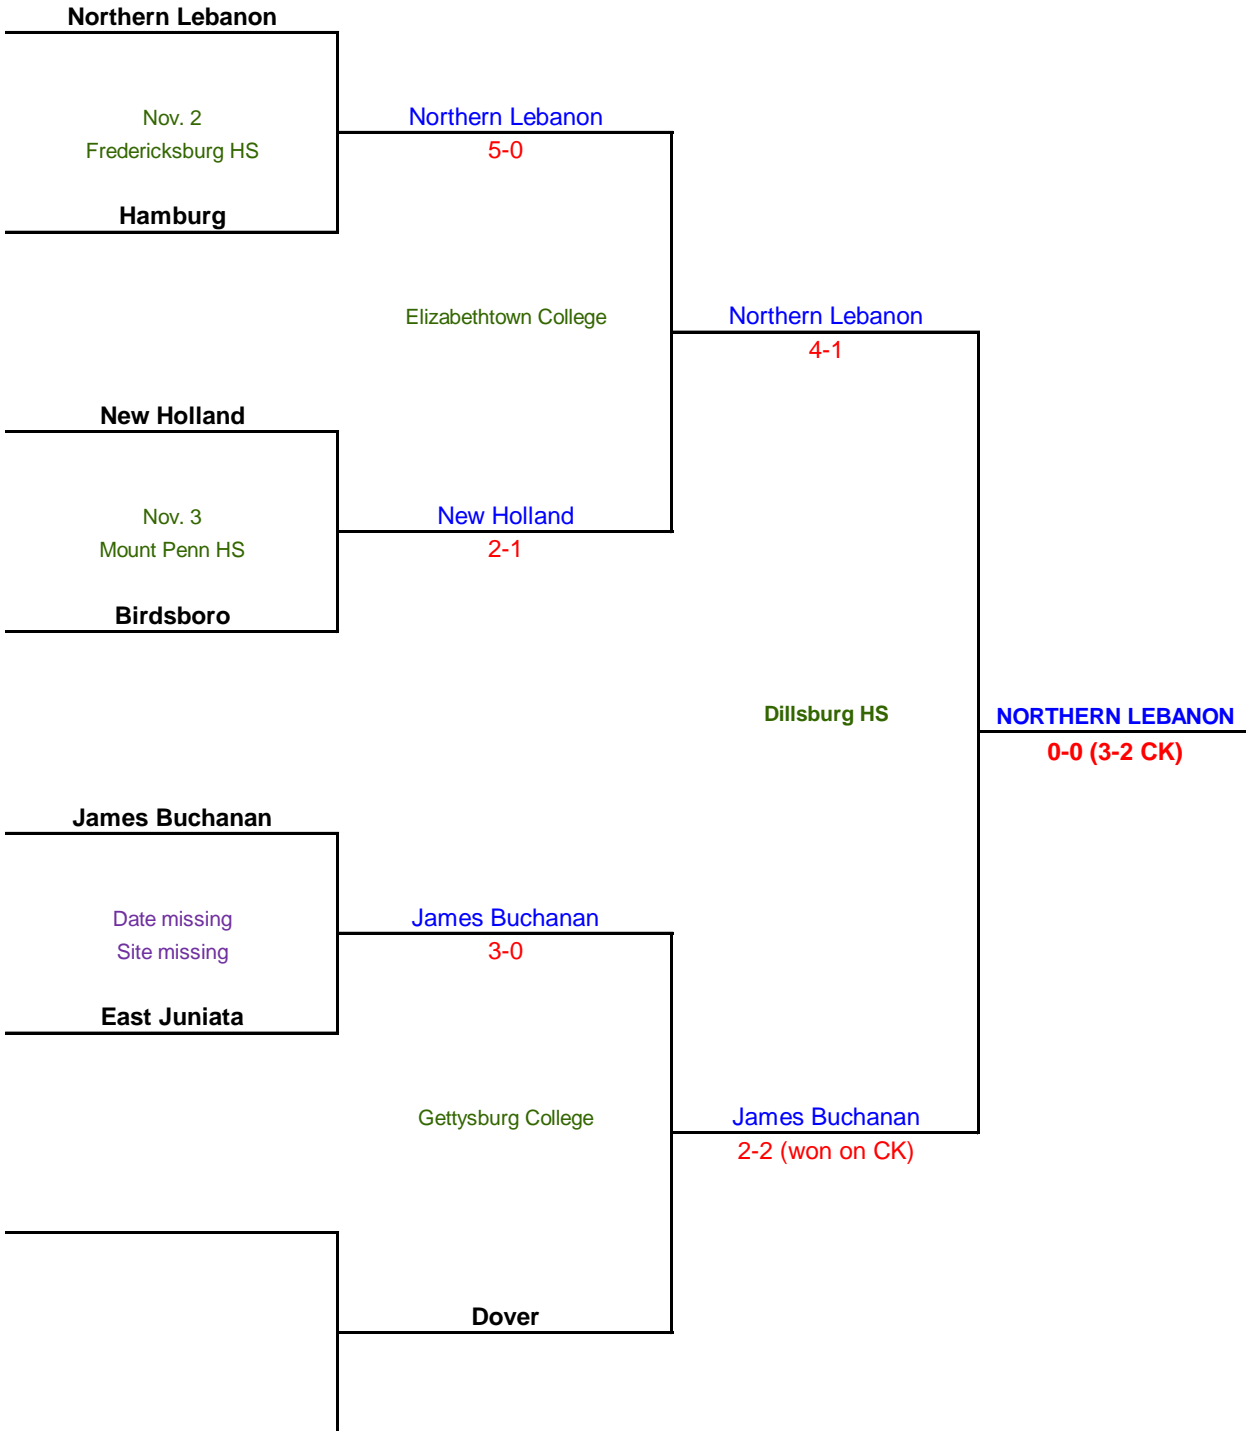 Northern Lebanon
Nov. 2
Fredericksburg HS
Hamburg
Northern Lebanon
5-0
Elizabethtown College
Northern Lebanon
4-1
New Holland
Nov. 3
Mount Penn HS
Birdsboro
New Holland
2-1
Dillsburg HS
NORTHERN LEBANON
0-0 (3-2 CK)
James Buchanan
Date missing
Site missing
East Juniata
James Buchanan
3-0
Gettysburg College
James Buchanan
2-2 (won on CK)
Dover